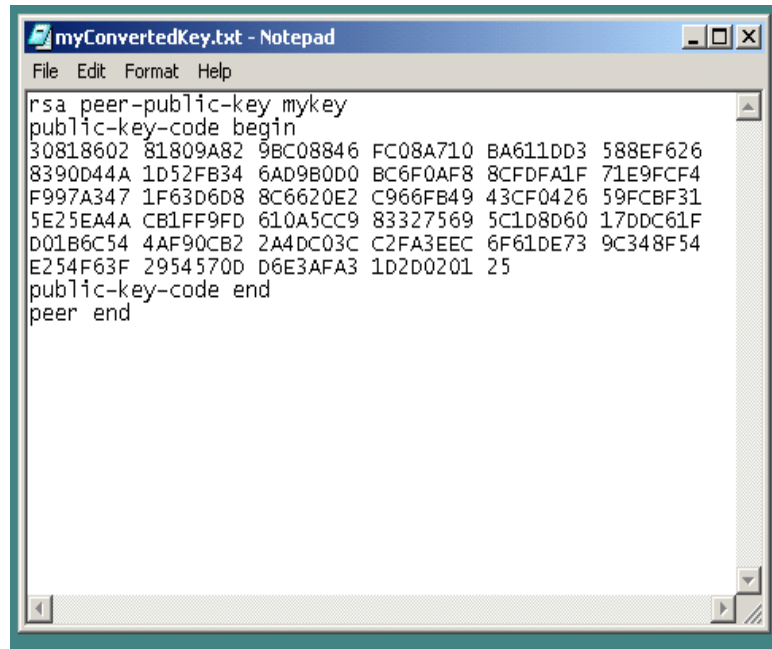 myConvertedKey.txt - Notepad
File Edit Format Help
rsa peer-public-key mykey
public-key-code begin
30818602 81809A82 9BC08846 FC08A710 BA611DD3 588EF626
8390D44A 1D52FB34 6AD9B0D0 BC6F0AF8 8CFDFA1F 71E9FCF4
F997A347 1F63D6D8 8C6620E2 C966FB49 43CF0426 59FCBF31
5E25EA4A CB1FF9FD 610A5CC9 83327569 5C1D8D60 17DDC61F
D01B6C54 4AF90CB2 2A4DC03C C2FA3EEC 6F61DE73 9C348F54
E254F63F 2954570D D6E3AFA3 1D2D0201 25
public-key-code end
peer end